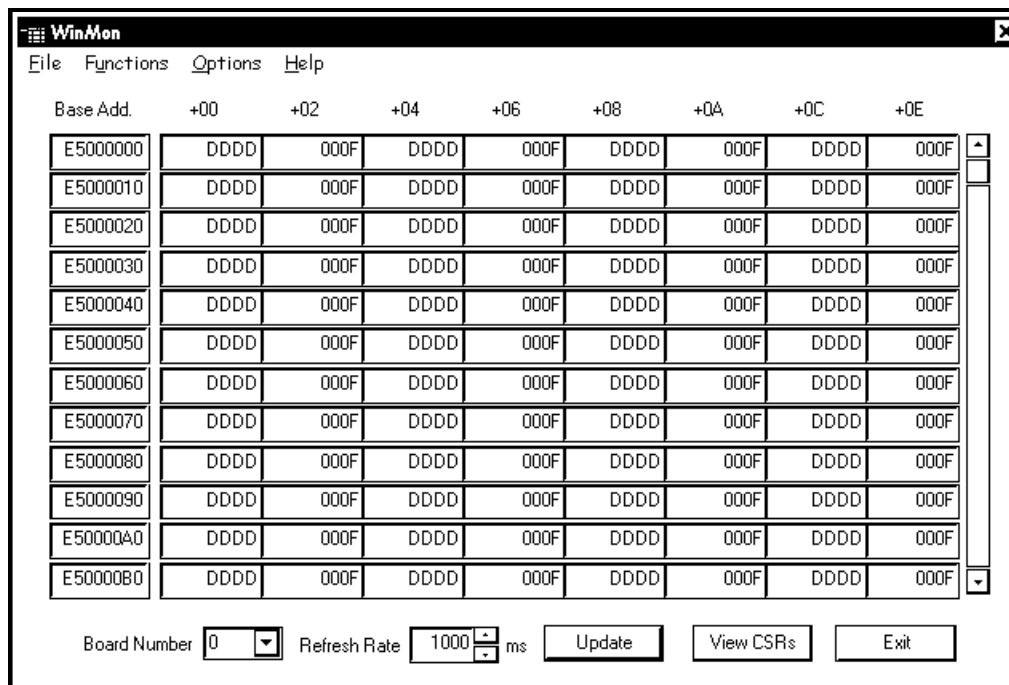 WinMon
File Functions Options Help
Base Add. +00 +02 +04 +06 +08 +0A +0C +0E
E5000000 DDDD 000F DDDD 000F DDDD 000F DDDD 000F
E5000010 DDDD 000F DDDD 000F DDDD 000F DDDD 000F
E5000020 DDDD 000F DDDD 000F DDDD 000F DDDD 000F
E5000030 DDDD 000F DDDD 000F DDDD 000F DDDD 000F
E5000040 DDDD 000F DDDD 000F DDDD 000F DDDD 000F
E5000050 DDDD 000F DDDD 000F DDDD 000F DDDD 000F
E5000060 DDDD 000F DDDD 000F DDDD 000F DDDD 000F
E5000070 DDDD 000F DDDD 000F DDDD 000F DDDD 000F
E5000080 DDDD 000F DDDD 000F DDDD 000F DDDD 000F
E5000090 DDDD 000F DDDD 000F DDDD 000F DDDD 000F
E50000A0 DDDD 000F DDDD 000F DDDD 000F DDDD 000F
E50000B0 DDDD 000F DDDD 000F DDDD 000F DDDD 000F
Board Number 0 Refresh Rate 1000 ms Update View CSRs Exit